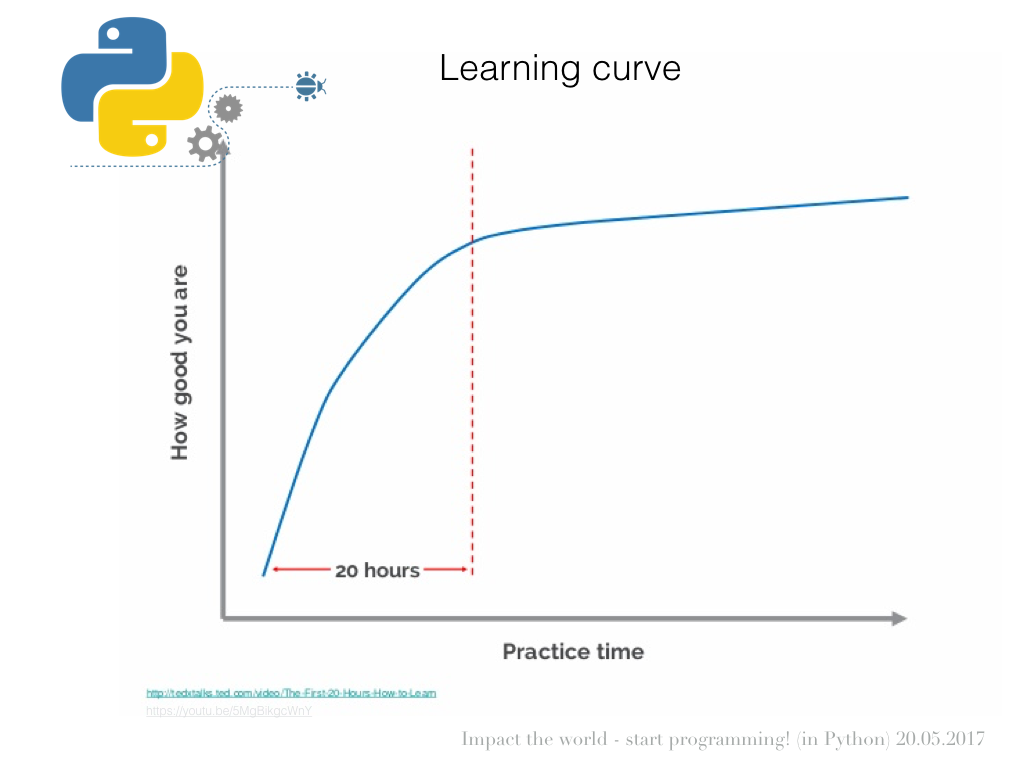 Learning curve
How good you are
20 hours
Practice time
http://tedxtalks.ted.com/video/The-First-20-Hours-How-to-Learn
https://youtu.be/5MgBikgcWnY
Impact the world - start programming! (in Python) 20.05.2017